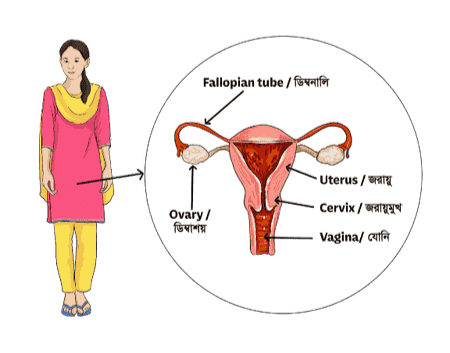 Fallopian tube / ডিম্বনালি
Uterus / জরায়ু
Ovary /
ডিম্বাশয়
Cervix / জরায়ুমুখ
Vagina/ যোনি